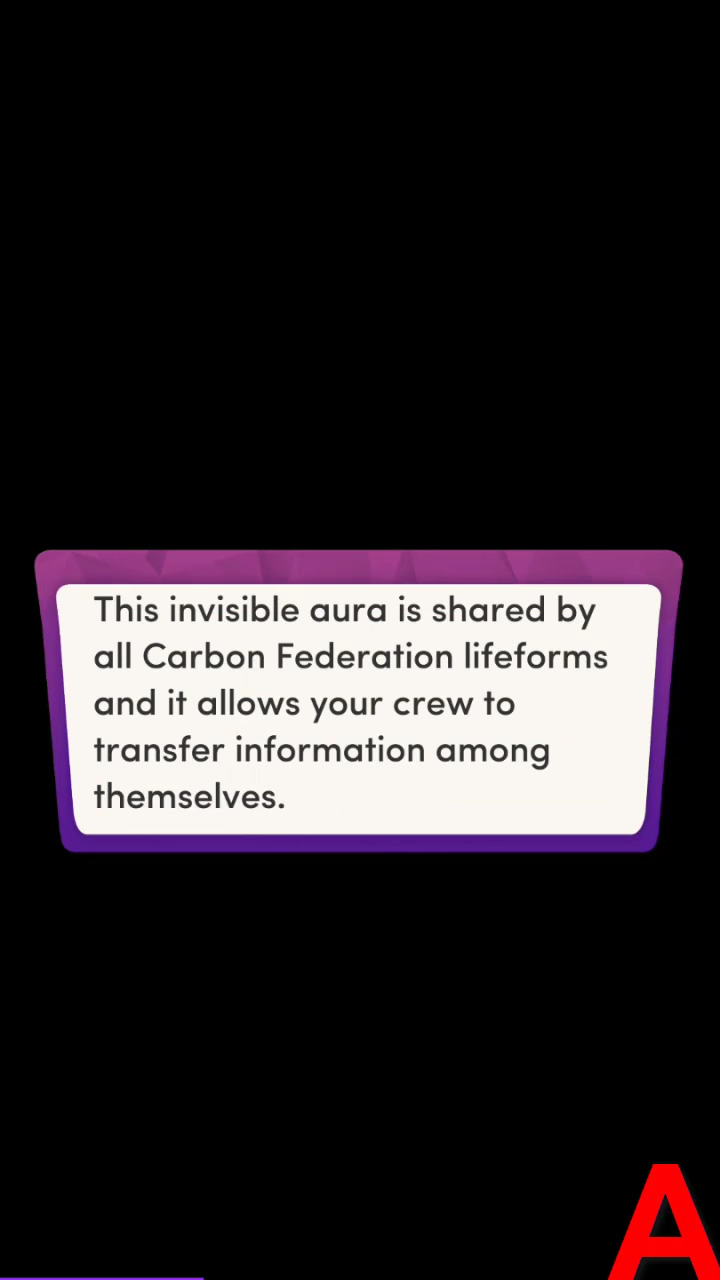 This invisible aura is shared by
all Carbon Federation lifeforms
and it allows your crew to
transfer information among
themselves.
A